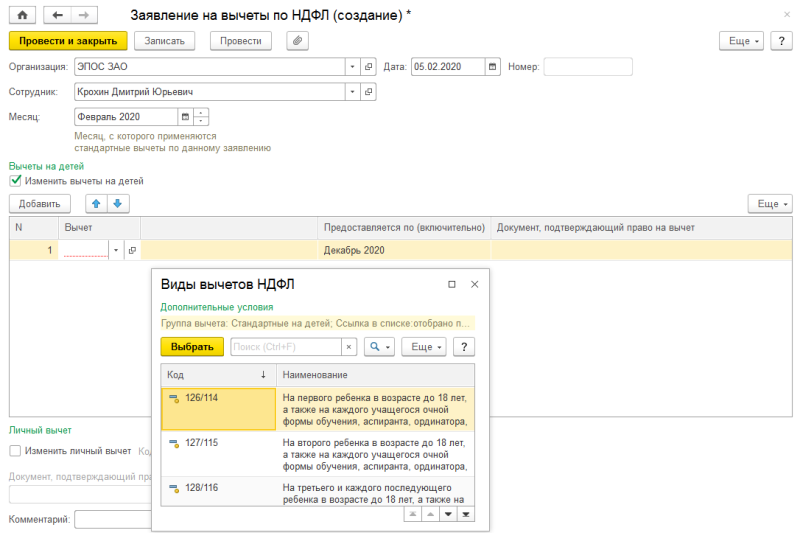 Заявление на вычеты по НДФЛ (создание) *
Провести и закрыть
Записать
Провести
Еще
?
Организация:
ЭПОС ЗАО
Дата:
05.02.2020
Номер:
Сотрудник:
Крохин Дмитрий Юрьевич
Месяц:
Февраль 2020
Месяц, с которого применяются
стандартные вычеты по данному заявлению
Вычеты на детей
Изменить вычеты на детей
Добавить
Еще
N
Вычет
Предоставляется по (включительно)
Документ, подтверждающий право на вычет
1
Декабрь 2020
Виды вычетов НДФЛ
Дополнительные условия
Группа вычета: Стандартные на детей; Ссылка в списке:отобрано п...
Выбрать
Поиск (Ctrl+F)
Еще
?
Код
Наименование
126/114
На первого ребенка в возрасте до 18 лет,
а также на каждого учащегося очной
формы обучения, аспиранта, ординатора,
127/115
На второго ребенка в возрасте до 18 лет,
а также на каждого учащегося очной
формы обучения, аспиранта, ординатора,
128/116
На третьего и каждого последующего
ребенка в возрасте до 18 лет, а также на
Личный вычет
Изменить личный вычет
Ко
Документ, подтверждающий пра
Комментарий: